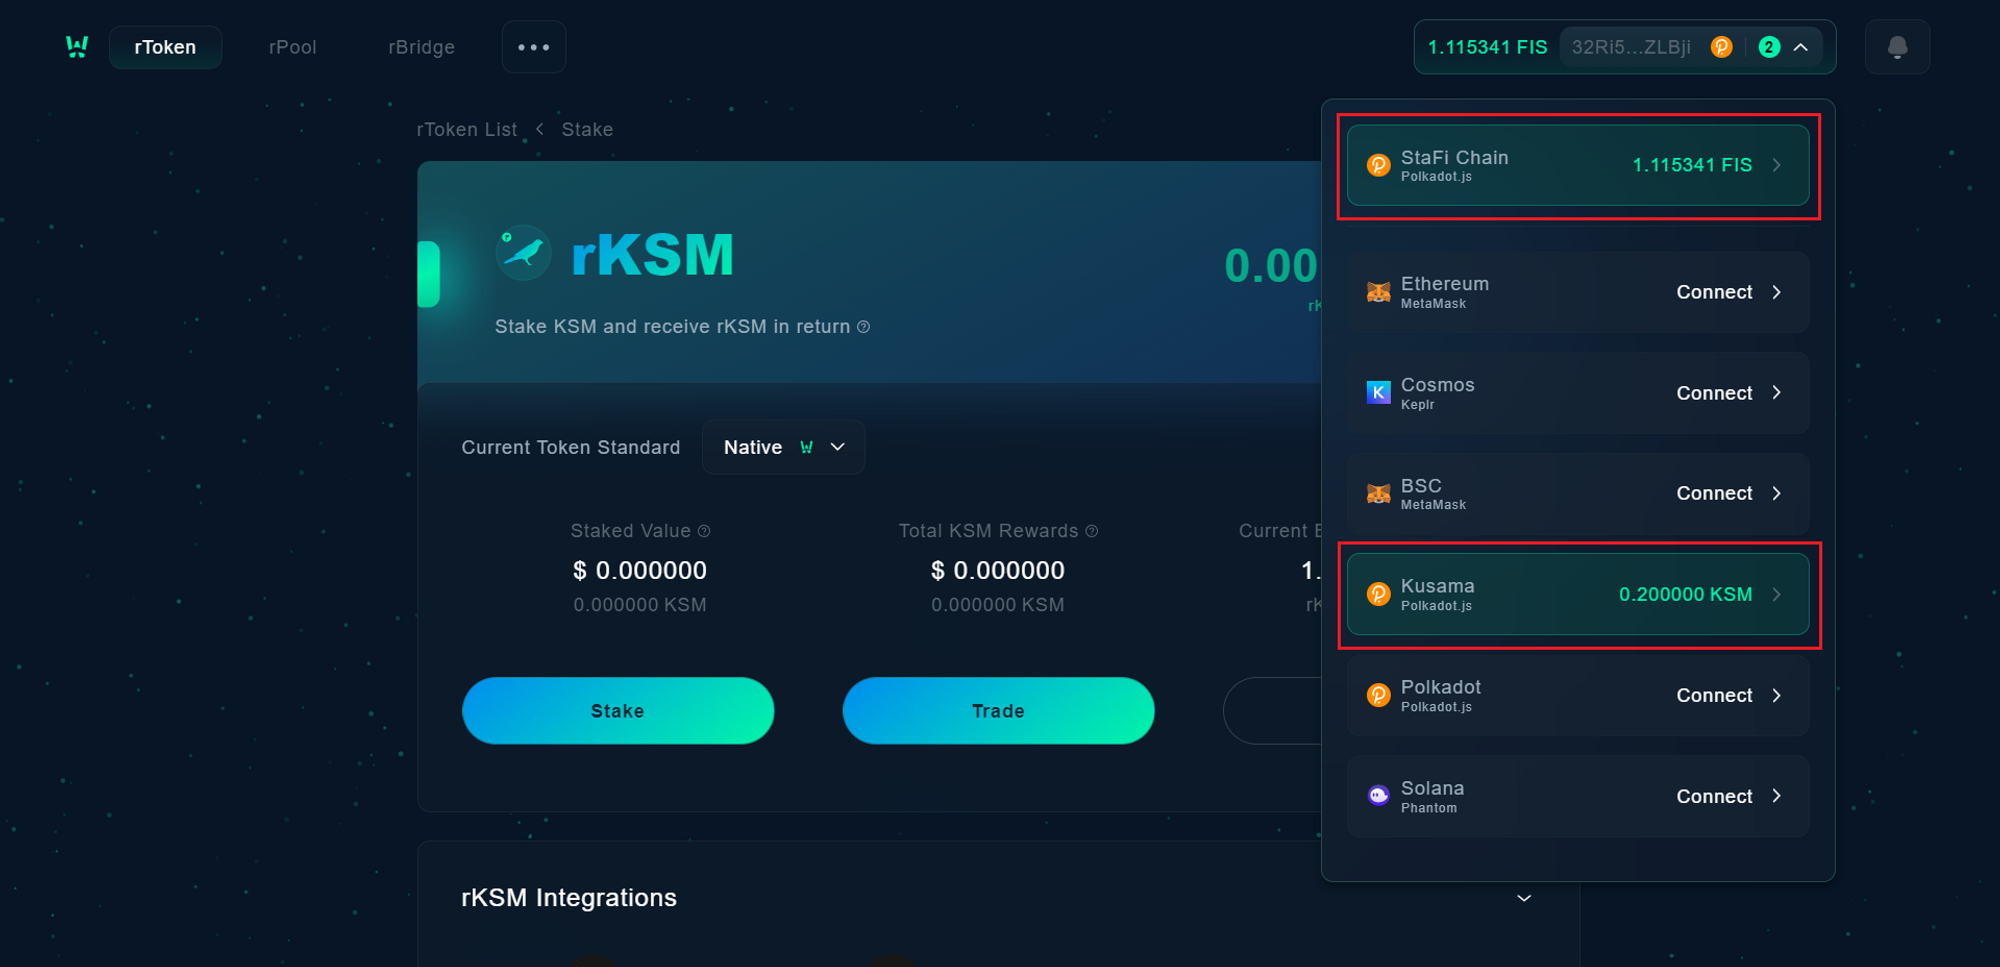 rToken
rPool
rBridge
1.115341 FIS
32Ri5...ZLBji
2
rToken List
Stake
rKSM
0.00
Stake KSM and receive rKSM in return
Current Token Standard
Native
Staked Value
$ 0.000000
0.000000 KSM
Total KSM Rewards
$ 0.000000
0.000000 KSM
Current
1.
Stake
Trade
rKSM Integrations
StaFi Chain
Polkadot.js
1.115341 FIS
Ethereum
MetaMask
Connect
Cosmos
Keplr
Connect
BSC
MetaMask
Connect
Kusama
Polkadot.js
0.200000 KSM
Polkadot
Polkadot.js
Connect
Solana
Phantom
Connect